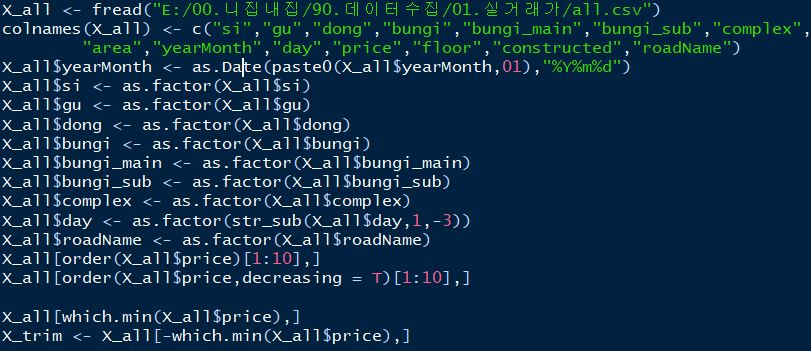 X_all <- fread("E:/00.니집내집/90.데이터수집/01.실거래가/all.csv")
colnames(X_all) <- c("si","gu","dong","bungi","bungi_main","bungi_sub","complex",
"area","yearMonth","day","price","floor","constructed","roadName")
X_all$yearMonth <- as.Date(paste0(X_all$yearMonth,01),"%Y%m%d")
X_all$si <- as.factor(X_all$si)
X_all$gu <- as.factor(X_all$gu)
X_all$dong <- as.factor(X_all$dong)
X_all$bungi <- as.factor(X_all$bungi)
X_all$bungi_main <- as.factor(X_all$bungi_main)
X_all$bungi_sub <- as.factor(X_all$bungi_sub)
X_all$complex <- as.factor(X_all$complex)
X_all$day <- as.factor(str_sub(X_all$day,1,-3))
X_all$roadName <- as.factor(X_all$roadName)
X_all[order(X_all$price)[1:10],]
X_all[order(X_all$price,decreasing = T)[1:10],]
X_all[which.min(X_all$price),]
X_trim <- X_all[-which.min(X_all$price),]